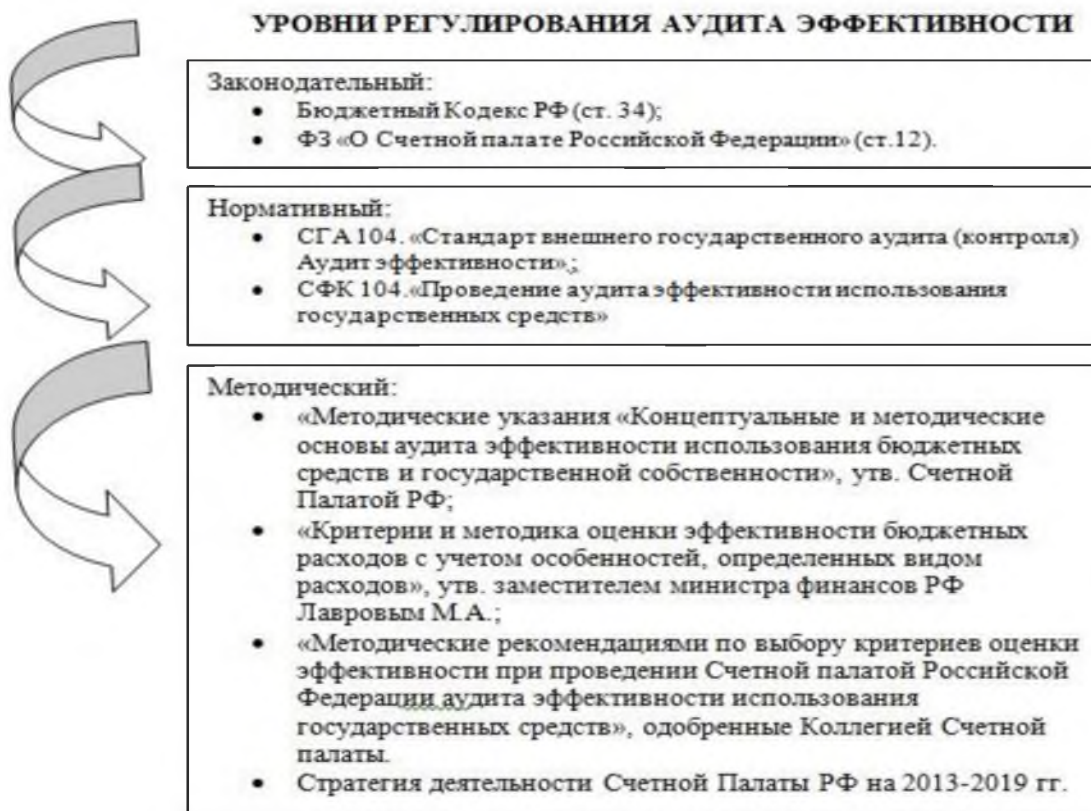 УРОВНИ РЕГУЛИРОВАНИЯ АУДИТА ЭФФЕКТИВНОСТИ
Законодательный:
• Бюджетный Кодекс РФ (ст. 34);
• ФЗ «О Счетной палате Российской Федерации» (ст.12).
Нормативный:
• СГА 104. «Стандарт внешнего государственного аудита (контроля)
Аудит эффективности».;
• СФК 104.«Проведение аудита эффективности использования
государственных средств»
Методический:
• «Методические указания «Концептуальные и методические
основы аудита эффективности использования бюджетных
средств и государственной собственности», утв. Счетной
Палатой РФ;
• «Критерии и методика оценки эффективности бюджетных
расходов с учетом особенностей, определенных видом
расходов», утв. заместителем министра финансов РФ
Лавровым М.А.;
• «Методические рекомендациями по выбору критериев оценки
эффективности при проведении Счетной палатой Российской
Федерации аудита эффективности использования
государственных средств», одобренные Коллегией Счетной
палаты.
• Стратегия деятельности Счетной Палаты РФ на 2013-2019 гг.